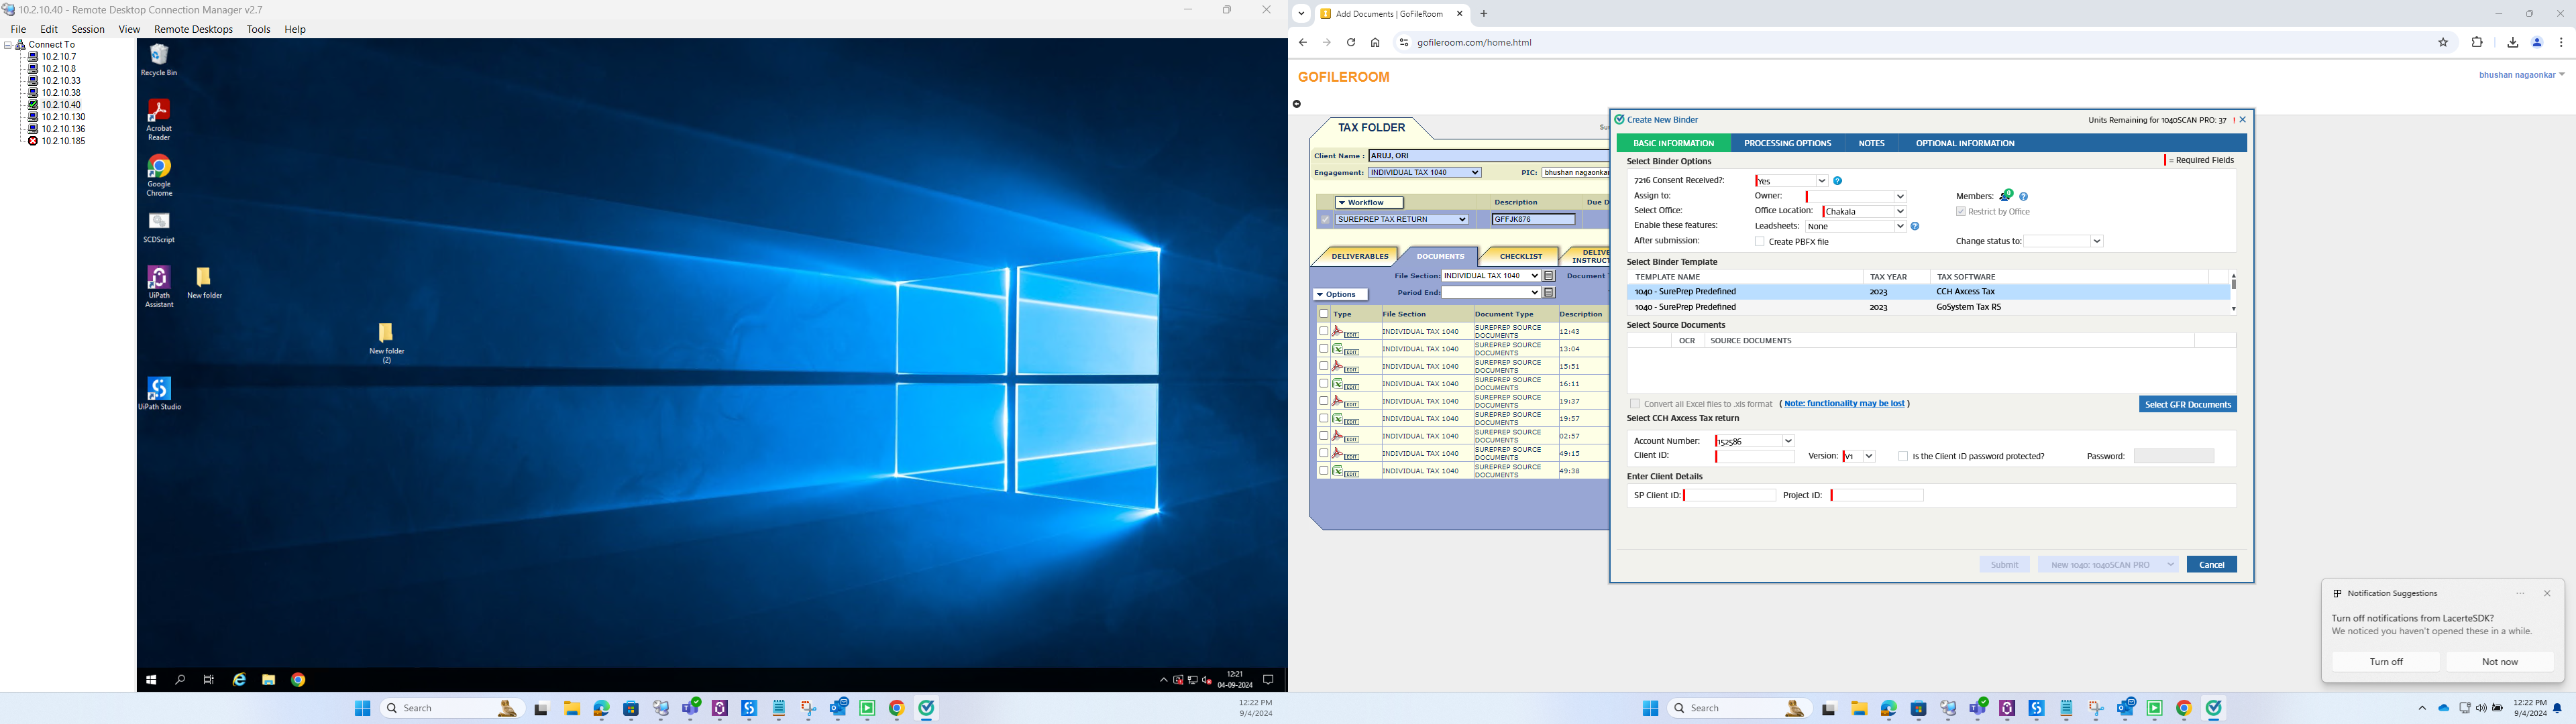 10.2.10.40 - Remote Desktop Connection Manager v2.7
File Edit Session View Remote Desktops Tools Help
Connect To
10.2.10.7
10.2.10.8
10.2.10.33
10.2.10.38
10.2.10.40
10.2.10.130
10.2.10.136
10.2.10.185
Recycle Bin
Acrobat
Reader
Google
Chrome
SCDScript
UiPath
Assistant
New folder
New folder
(2)
UiPath Studio
12:21
04-09-2024
Search
12:22 PM
9/4/2024
Add Documents | GoFileRoom
gofileroom.com/home.html
GOFILEROOM
bhushan nagaonkar
TAX FOLDER
Client Name : ARUJ, ORI
Engagement: INDIVIDUAL TAX 1040 PIC: bhushan nagaonkar
Workflow Description Due D
SUREPREP TAX RETURN GFFJK876
DELIVERABLES DOCUMENTS CHECKLIST DELIVE
INSTRUCT
File Section: INDIVIDUAL TAX 1040 Document
Options Period End:
Type File Section Document Type Description
EDIT INDIVIDUAL TAX 1040 SUREPREP SOURCE DOCUMENTS 12:43
EDIT INDIVIDUAL TAX 1040 SUREPREP SOURCE DOCUMENTS 13:04
EDIT INDIVIDUAL TAX 1040 SUREPREP SOURCE DOCUMENTS 15:51
EDIT INDIVIDUAL TAX 1040 SUREPREP SOURCE DOCUMENTS 16:11
EDIT INDIVIDUAL TAX 1040 SUREPREP SOURCE DOCUMENTS 19:37
EDIT INDIVIDUAL TAX 1040 SUREPREP SOURCE DOCUMENTS 19:57
EDIT INDIVIDUAL TAX 1040 SUREPREP SOURCE DOCUMENTS 02:57
EDIT INDIVIDUAL TAX 1040 SUREPREP SOURCE DOCUMENTS 49:15
EDIT INDIVIDUAL TAX 1040 SUREPREP SOURCE DOCUMENTS 49:38
Create New Binder Units Remaining for 1040SCAN PRO: 37 !
BASIC INFORMATION PROCESSING OPTIONS NOTES OPTIONAL INFORMATION
Select Binder Options = Required Fields
7216 Consent Received?: Yes
Assign to: Owner: Members: 0
Select Office: Office Location: Chakala Restrict by Office
Enable these features: Leadsheets: None
After submission: Create PBFX file Change status to:
Select Binder Template
TEMPLATE NAME TAX YEAR TAX SOFTWARE
1040 - SurePrep Predefined 2023 CCH Axcess Tax
1040 - SurePrep Predefined 2023 GoSystem Tax RS
Select Source Documents
OCR SOURCE DOCUMENTS
Convert all Excel files to .xls format ( Note: functionality may be lost ) Select GFR Documents
Select CCH Axcess Tax return
Account Number: 152586
Client ID: Version: V1 Is the Client ID password protected? Password:
Enter Client Details
SP Client ID: Project ID:
Submit New 1040: 1040SCAN PRO Cancel
Notification Suggestions
Turn off notifications from LacerteSDK?
We noticed you haven't opened these in a while.
Turn off Not now
Search
12:22 PM
9/4/2024